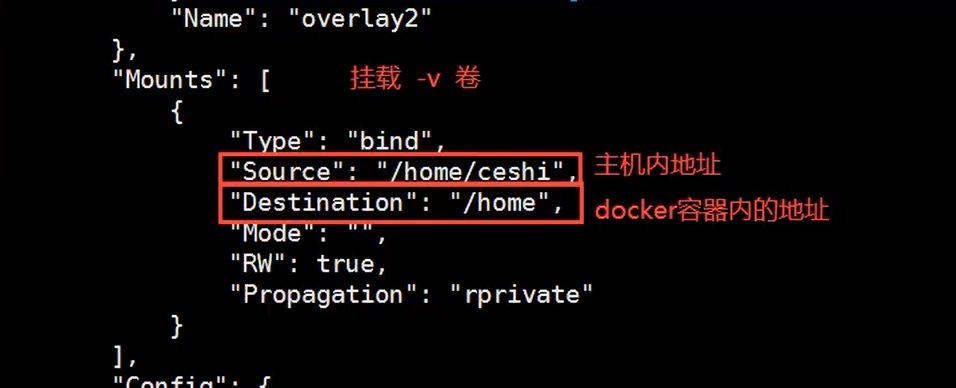 "Name": "overlay2"
},
"Mounts": [ 挂载 -v 卷
{
"Type": "bind",
"Source": "/home/ceshi", 主机内地址
"Destination": "/home", docker容器内的地址
"Mode": "",
"RW": true,
"Propagation": "rprivate"
}
],
"Config": {